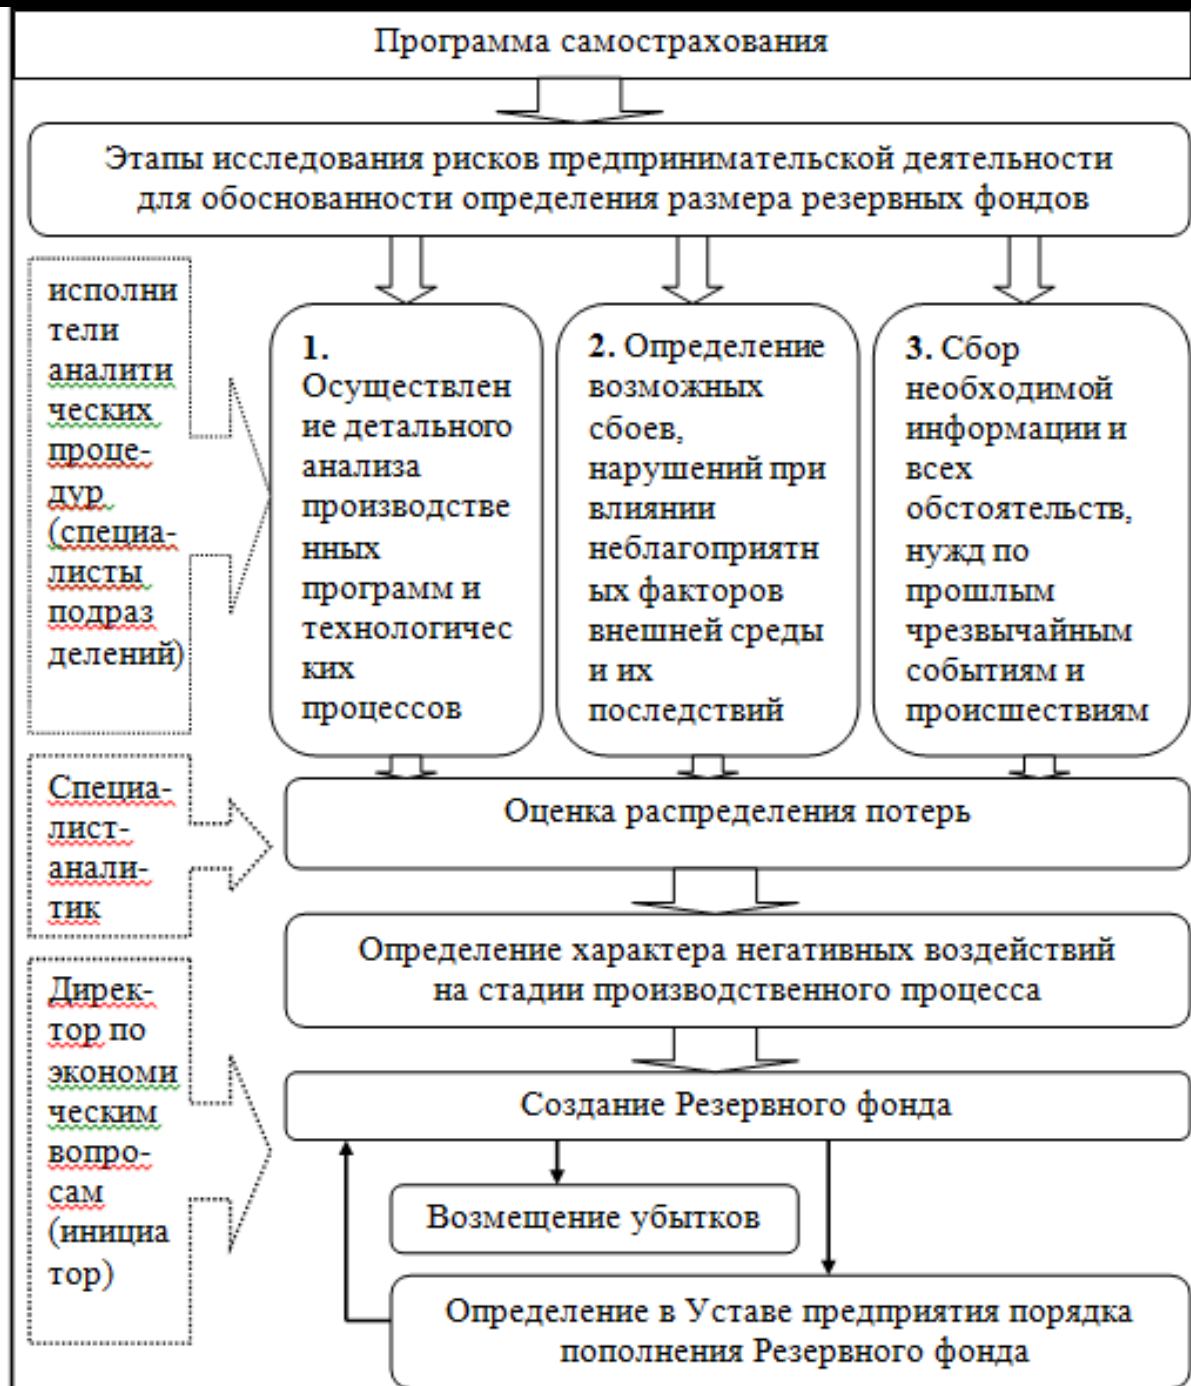 Программа самострахования
Этапы исследования рисков предпринимательской деятельности
для обоснованности определения размера резервных фондов
исполни
тели
аналити
ческих
проце-
дур
(специа-
листы
подраз
делений)
1.
Осуществлен
ие детального
анализа
производстве
нных
программ и
технологичес
ких
процессов
2. Определение
возможных
сбоев,
нарушений при
влиянии
неблагоприятн
ых факторов
внешней среды
и их
последствий
3. Сбор
необходимой
информации и
всех
обстоятельств,
нужд по
прошлым
чрезвычайным
событиям и
происшествиям
Специа-
лист-
анали-
тик
Оценка распределения потерь
Определение характера негативных воздействий
на стадии производственного процесса
Дирек-
тор по
экономи
ческим
вопро-
сам
(инициа
тор)
Создание Резервного фонда
Возмещение убытков
Определение в Уставе предприятия порядка
пополнения Резервного фонда